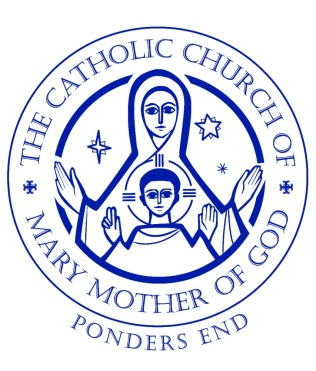 THE CATHOLIC CHURCH OF
MARY MOTHER OF GOD
PONDERS END